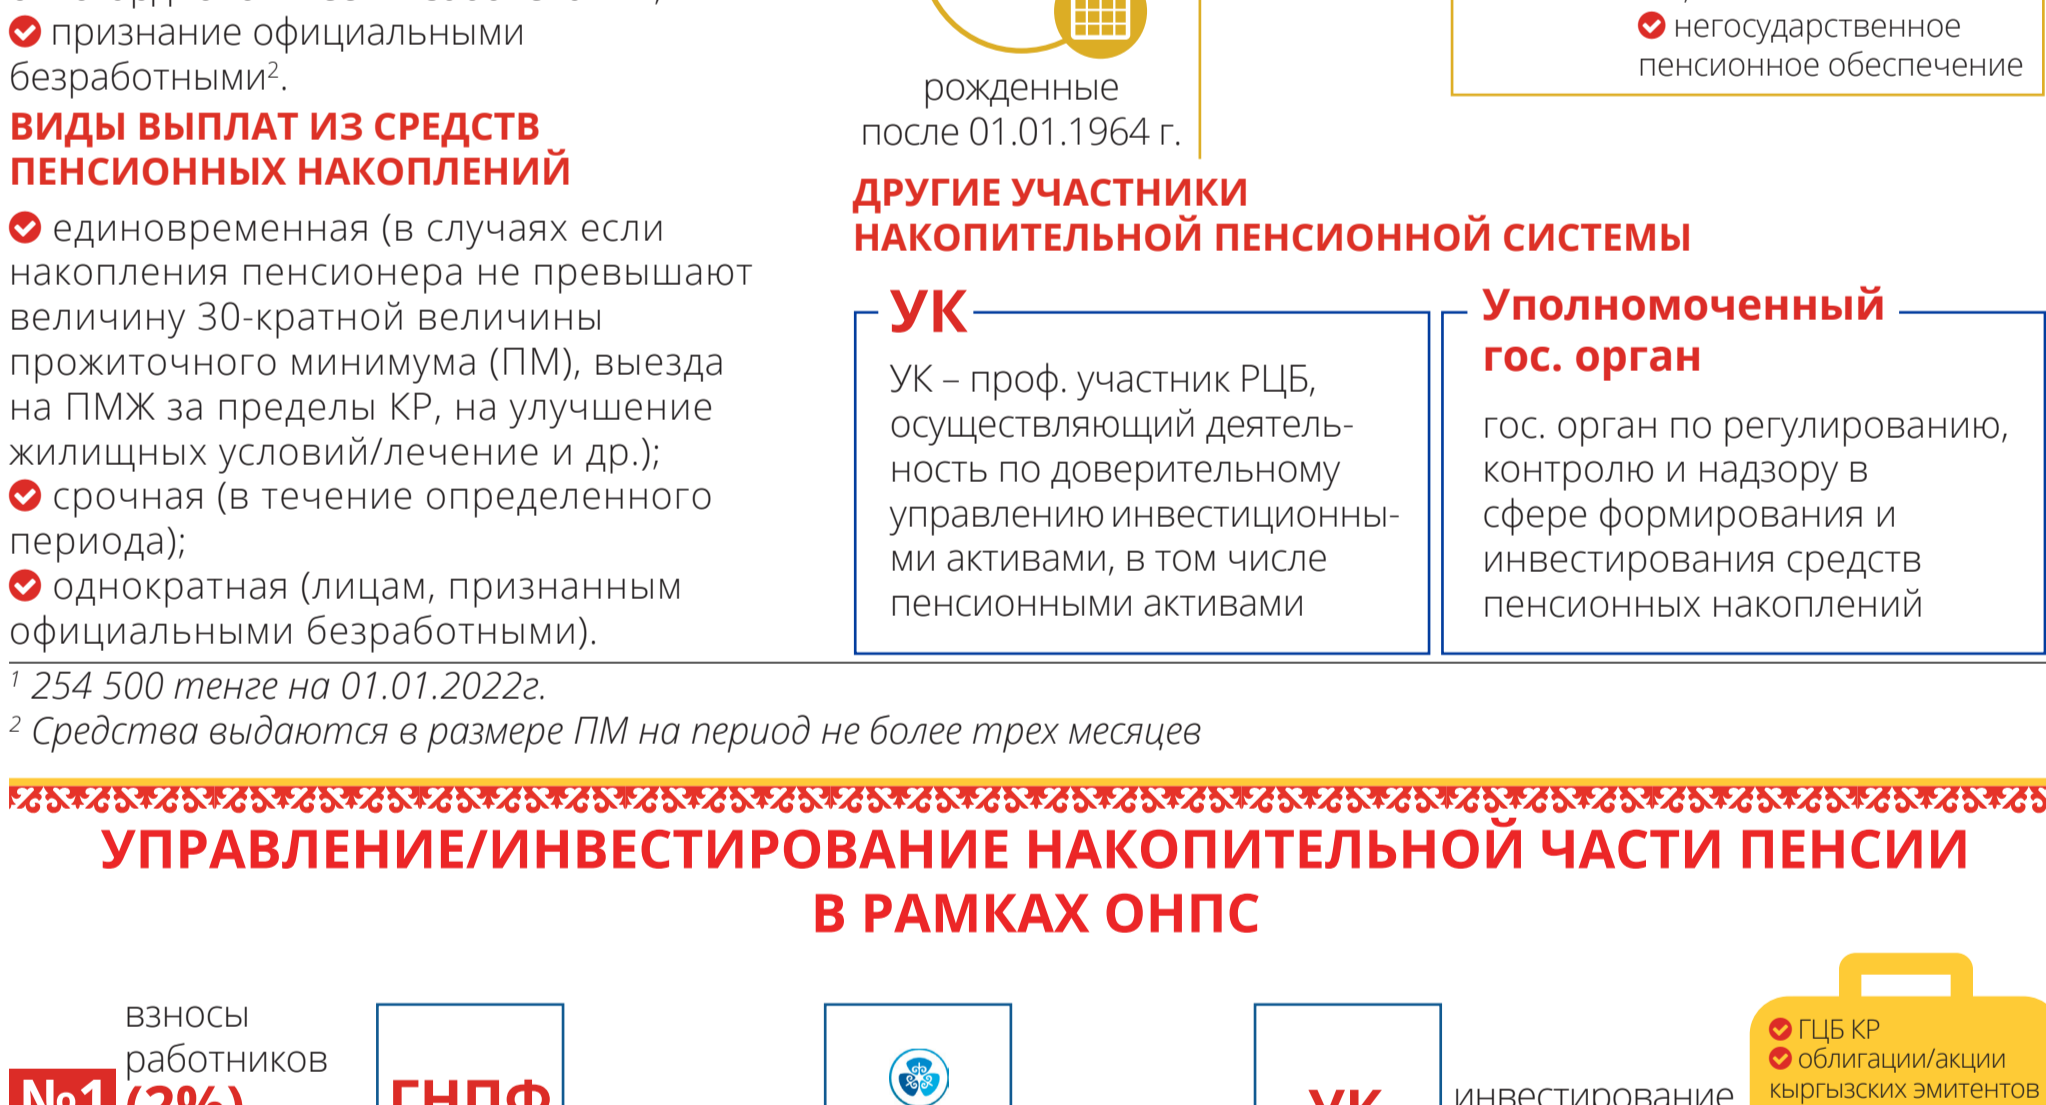 ✓ признание официальными
безработными².
ВИДЫ ВЫПЛАТ ИЗ СРЕДСТВ
ПЕНСИОННЫХ НАКОПЛЕНИЙ
✓ единовременная (в случаях если
накопления пенсионера не превышают
величину 30-кратной величины
прожиточного минимума (ПМ), выезда
на ПМЖ за пределы КР, на улучшение
жилищных условий/лечение и др.);
✓ срочная (в течение определенного
периода);
✓ однократная (лицам, признанным
официальными безработными).
рожденные
после 01.01.1964 г.
✓ негосударственное
пенсионное обеспечение
ДРУГИЕ УЧАСТНИКИ
НАКОПИТЕЛЬНОЙ ПЕНСИОННОЙ СИСТЕМЫ
УК
УК – проф. участник РЦБ,
осуществляющий деятель-
ность по доверительному
управлению инвестиционны-
ми активами, в том числе
пенсионными активами
Уполномоченный
гос. орган
гос. орган по регулированию,
контролю и надзору в
сфере формирования и
инвестирования средств
пенсионных накоплений
¹ 254 500 тенге на 01.01.2022г.
² Средства выдаются в размере ПМ на период не более трех месяцев
УПРАВЛЕНИЕ/ИНВЕСТИРОВАНИЕ НАКОПИТЕЛЬНОЙ ЧАСТИ ПЕНСИИ
В РАМКАХ ОНПС
№1
взносы
работников
(2%)
ГНПФ
УК
инвестирование
✓ ГЦБ КР
✓ облигации/акции
кыргызских эмитентов